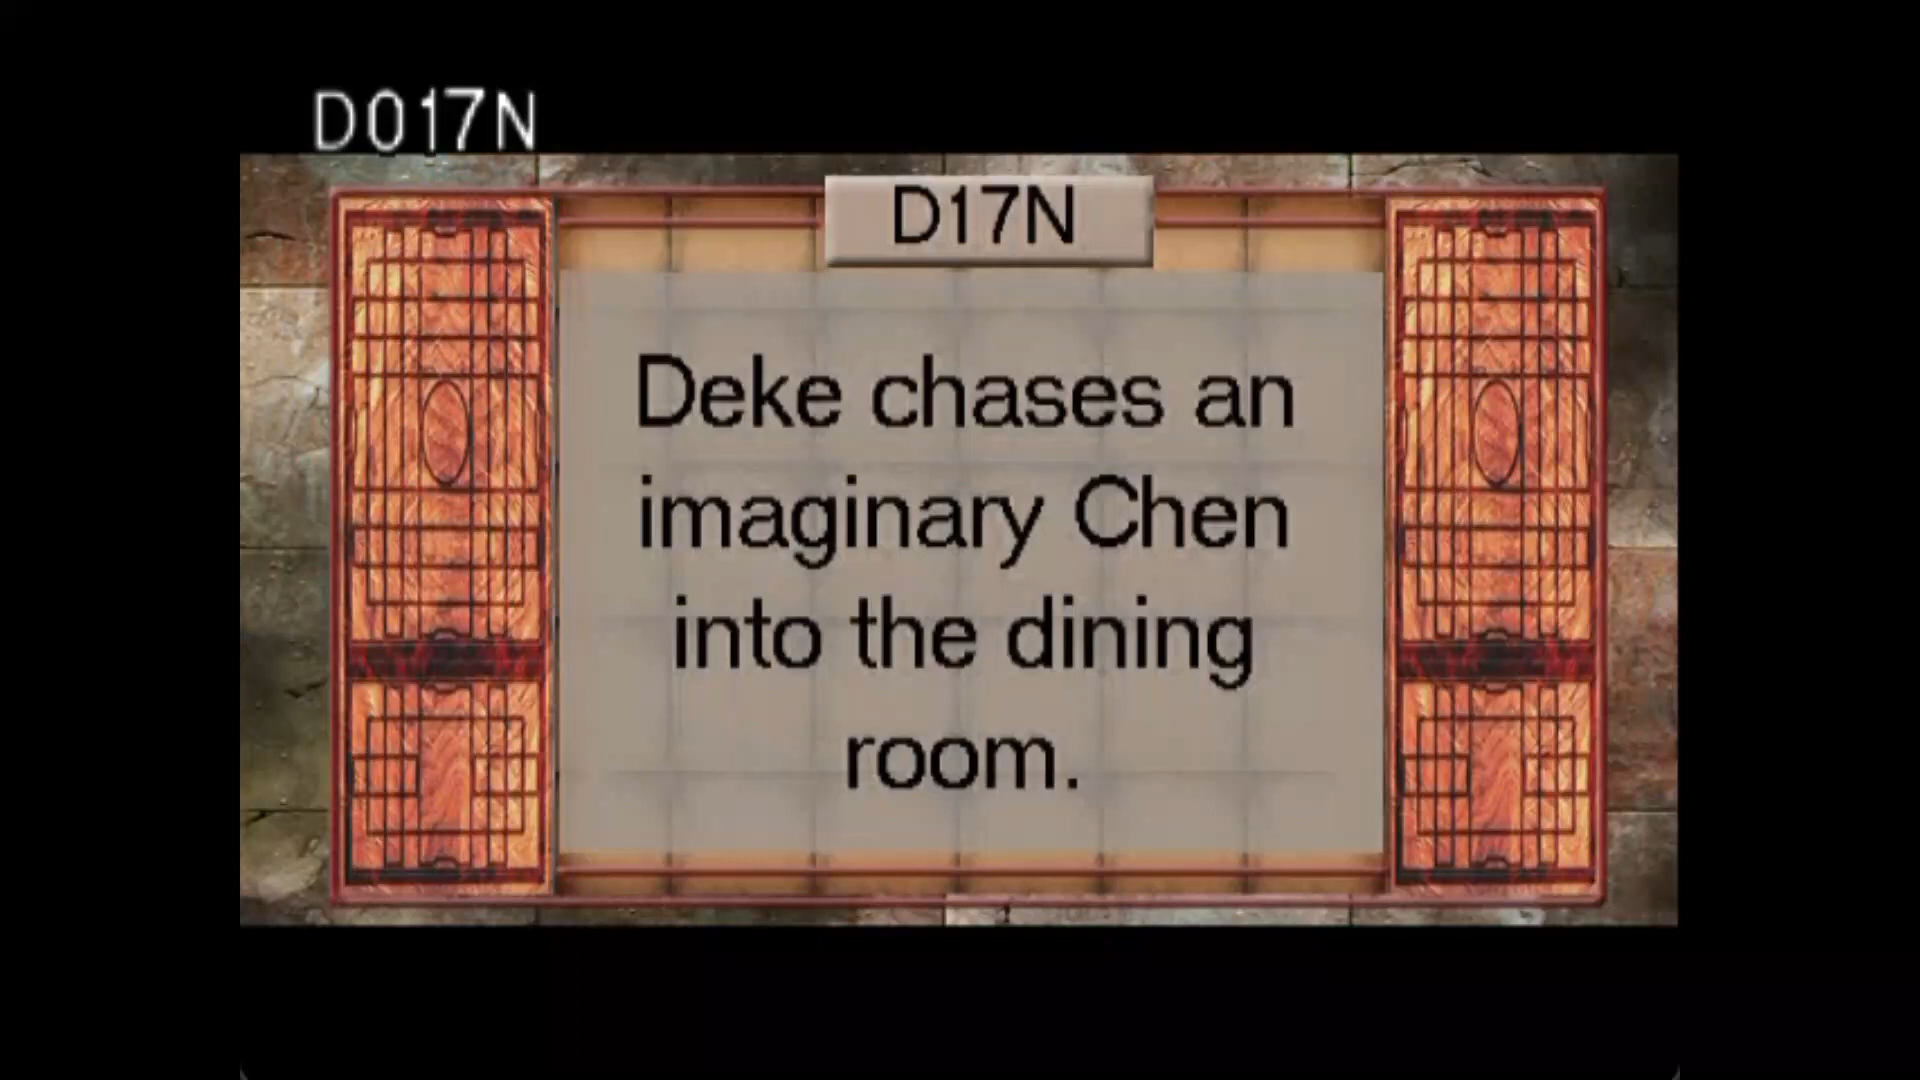 D017N
D17N
Deke chases an
imaginary Chen
into the dining
room.